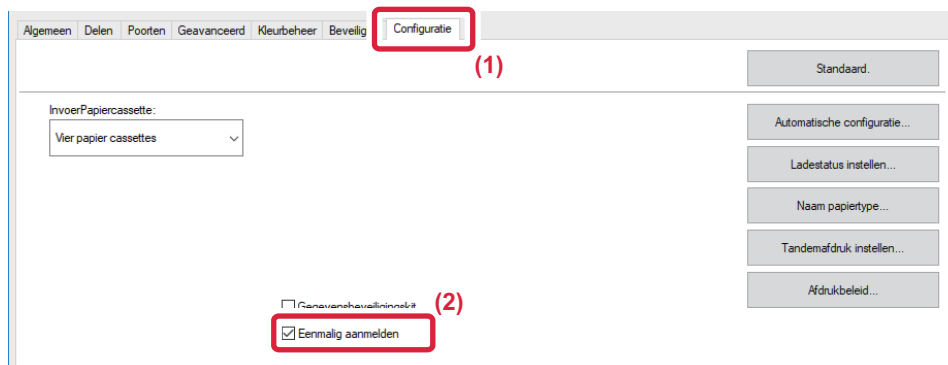 Algemeen Delen Poorten Geavanceerd Kleurbeheer Beveilig Configuratie
(1)
Standaard.
InvoerPapiercassette:
Vier papier cassettes
Automatische configuratie...
Ladestatus instellen...
Naam papiertype...
Tandemafdruk instellen...
Afdrukbeleid...
Gegevensbeveiligingskit
(2)
Eenmalig aanmelden